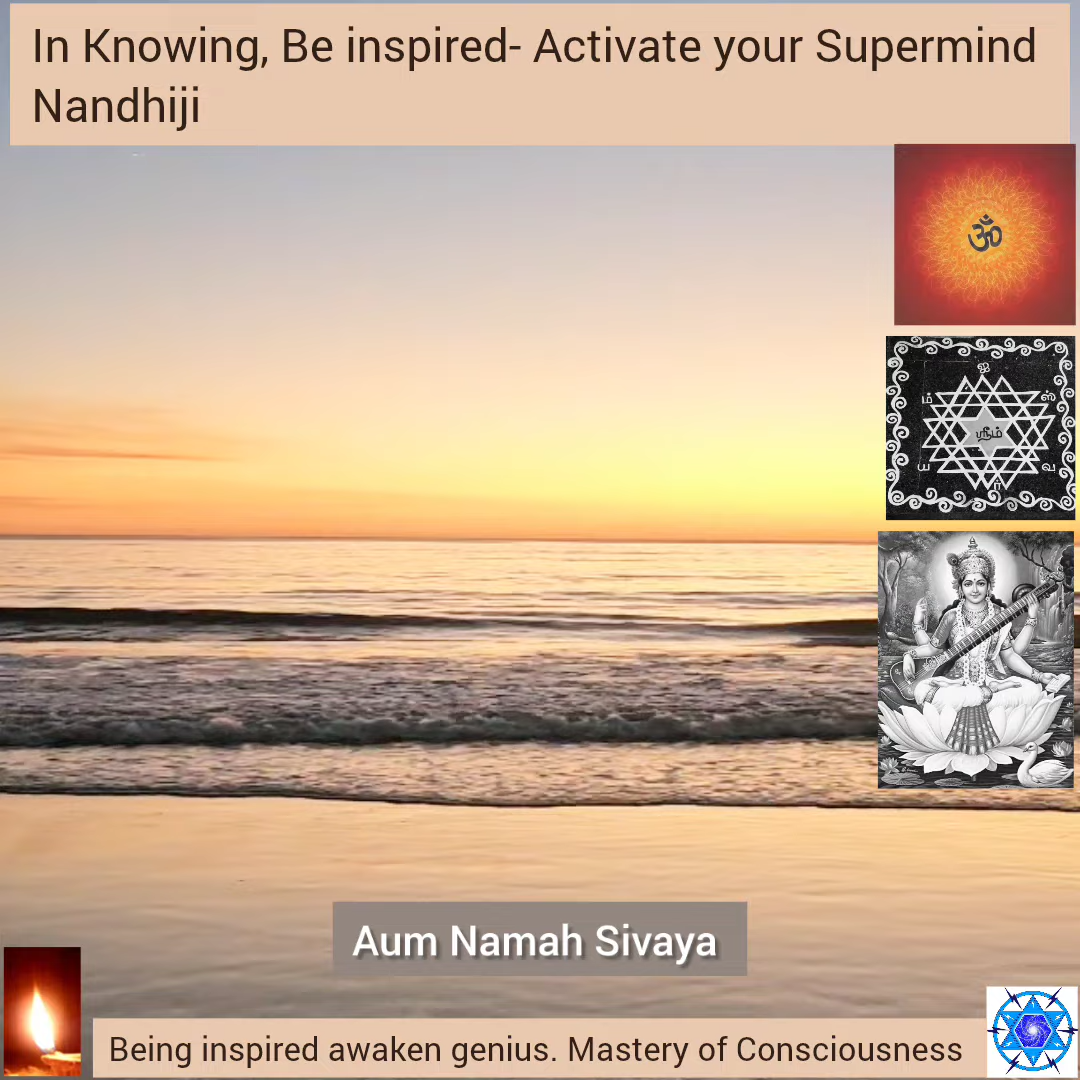 In Knowing, Be inspired- Activate your Supermind
Nandhiji
ॐ
ஐ
ம் ஸ்
ஸ்ரீம்
ய வ
ர்
Aum Namah Sivaya
Being inspired awaken genius. Mastery of Consciousness